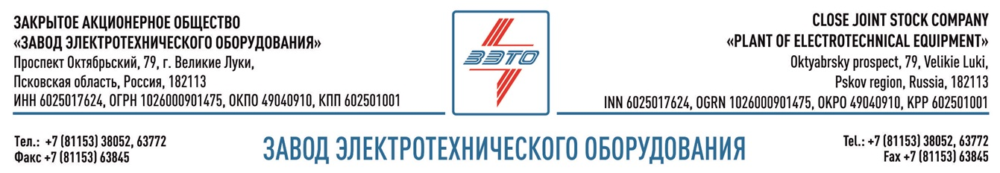 ЗАКРЫТОЕ АКЦИОНЕРНОЕ ОБЩЕСТВО
«ЗАВОД ЭЛЕКТРОТЕХНИЧЕСКОГО ОБОРУДОВАНИЯ»
Проспект Октябрьский, 79, г. Великие Луки,
Псковская область, Россия, 182113
ИНН 6025017624, ОГРН 1026000901475, ОКПО 49040910, КПП 602501001
ЗЭТО
CLOSE JOINT STOCK COMPANY
«PLANT OF ELECTROTECHNICAL EQUIPMENT»
Oktyabrsky prospect, 79, Velikie Luki,
Pskov region, Russia, 182113
INN 6025017624, OGRN 1026000901475, OKPO 49040910, KPP 602501001
Тел.: +7 (81153) 38052, 63772
Факс +7 (81153) 63845
ЗАВОД ЭЛЕКТРОТЕХНИЧЕСКОГО ОБОРУДОВАНИЯ
Tel.: +7 (81153) 38052, 63772
Fax +7 (81153) 63845